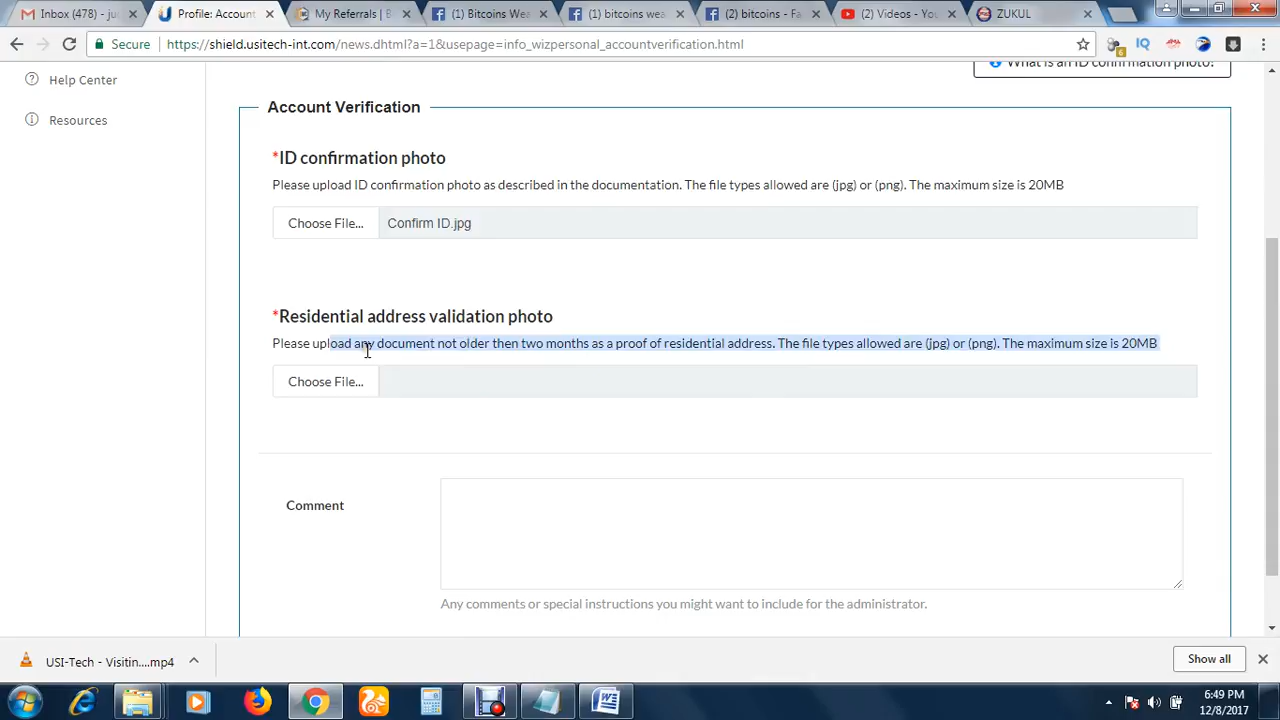 Inbox (478) - ju
Profile: Account
My Referrals | B
(1) Bitcoins Wea
(1) bitcoins wea
(2) bitcoins - Fa
(2) Videos - You
ZUKUL
Secure
https://shield.usitech-int.com/news.dhtml?a=1&usepage=info_wizpersonal_accountverification.html
6
IQ
Help Center
Resources
What is an ID confirmation photo?
Account Verification
*ID confirmation photo
Please upload ID confirmation photo as described in the documentation. The file types allowed are (jpg) or (png). The maximum size is 20MB
Choose File... Confirm ID.jpg
*Residential address validation photo
Please upload any document not older then two months as a proof of residential address. The file types allowed are (jpg) or (png). The maximum size is 20MB
Choose File...
Comment
Any comments or special instructions you might want to include for the administrator.
USI-Tech - Visitin....mp4
Show all
6:49 PM
12/8/2017